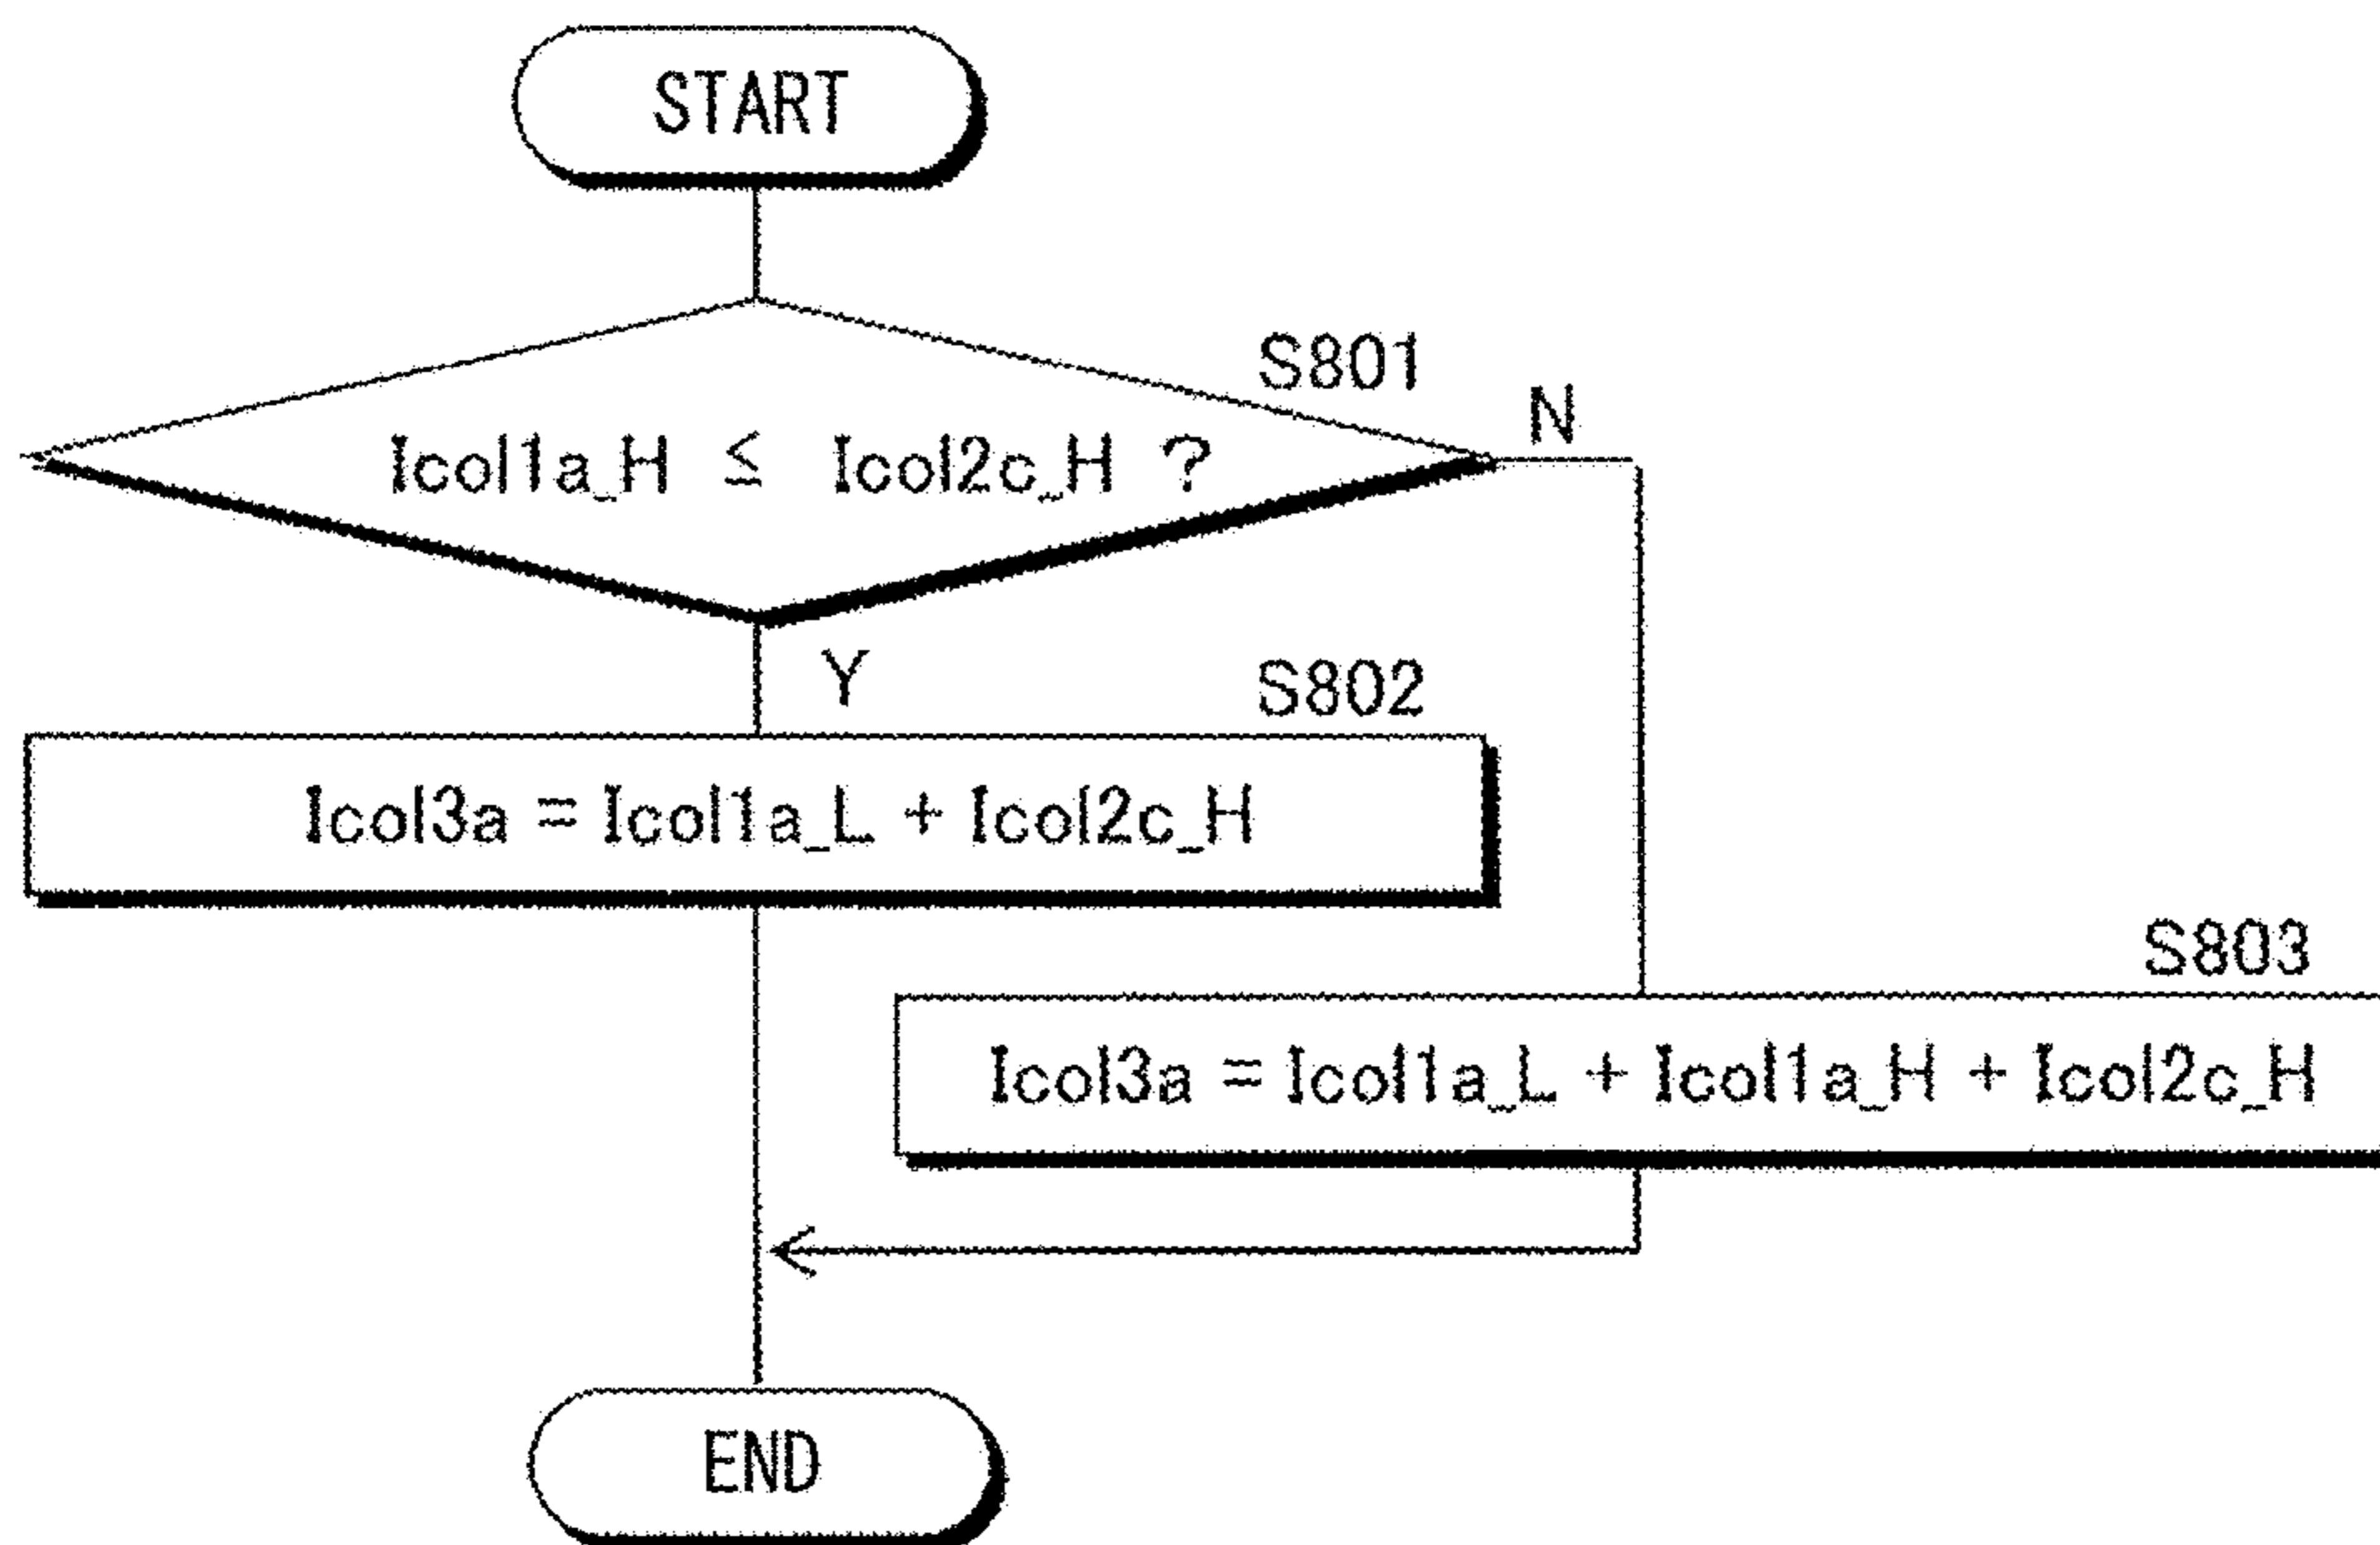 START
S801
N
Icol1a_H ≤ Icol2c_H ?
Y
S802
Icol3a = Icol1a_L + Icol2c_H
S803
Icol3a = Icol1a_L + Icol1a_H + Icol2c_H
END